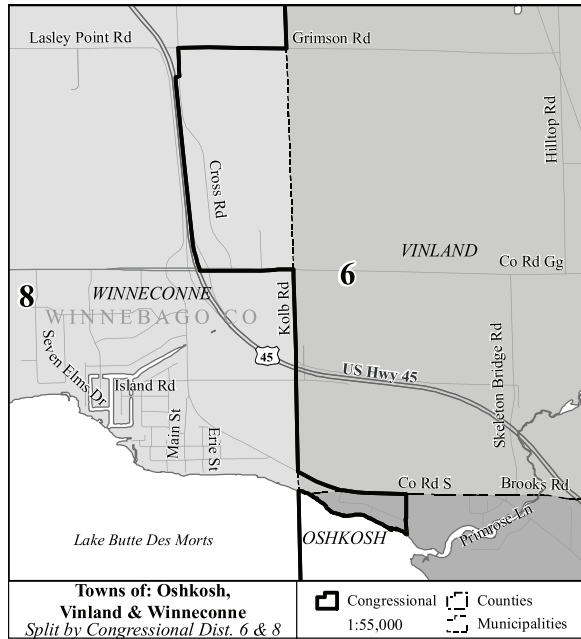 Lasley Point Rd
Grimson Rd
Hilltop Rd
Cross Rd
VINLAND
Co Rd Gg
6
8
WINNECONNE
WINNEBAGO CO
Kolb Rd
45
US Hwy 45
Seven Elms Dr
Island Rd
Skeleton Bridge Rd
Main St
Erie St
Co Rd S
Brooks Rd
Primrose Ln
Lake Butte Des Morts
OSHKOSH
Towns of: Oshkosh,
Vinland & Winneconne
Split by Congressional Dist. 6 & 8
Congressional
Counties
1:55,000
Municipalities